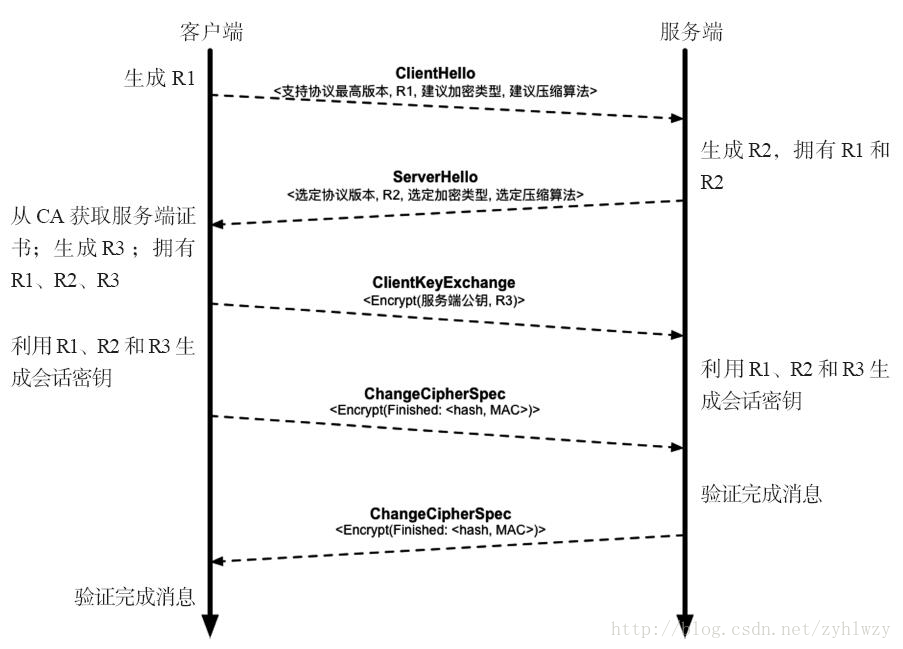 客户端
服务端
生成 R1
ClientHello
<支持协议最高版本, R1, 建议加密类型, 建议压缩算法>
生成 R2，拥有 R1 和
R2
ServerHello
<选定协议版本, R2, 选定加密类型, 选定压缩算法>
从 CA 获取服务端证
书；生成 R3 ；拥有
R1、R2、R3
ClientKeyExchange
<Encrypt(服务端公钥, R3)>
利用 R1、R2 和 R3 生
成会话密钥
利用 R1、R2 和 R3 生
成会话密钥
ChangeCipherSpec
<Encrypt(Finished: <hash, MAC>)>
验证完成消息
ChangeCipherSpec
<Encrypt(Finished: <hash, MAC>)>
验证完成消息
http://blog.csdn.net/zyhlwzy